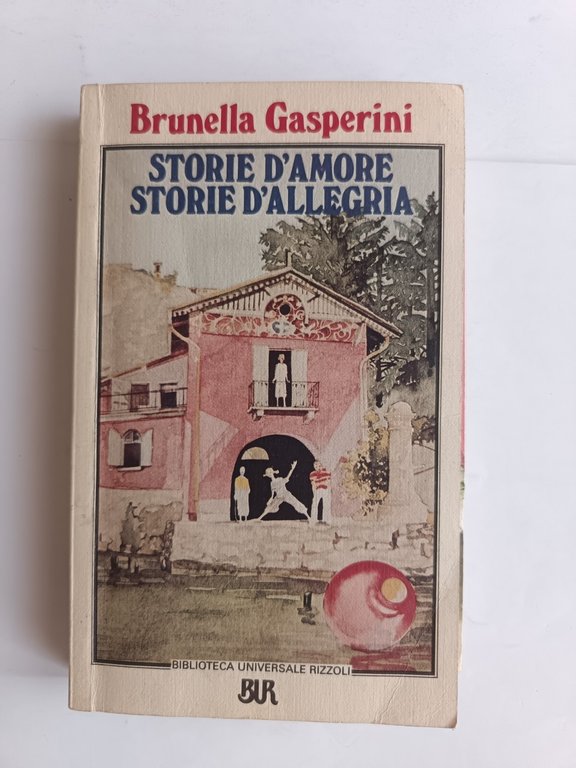 Brunella Gasperini
STORIE D'AMORE
STORIE D'ALLEGRIA
BIBLIOTECA UNIVERSALE RIZZOLI
BUR